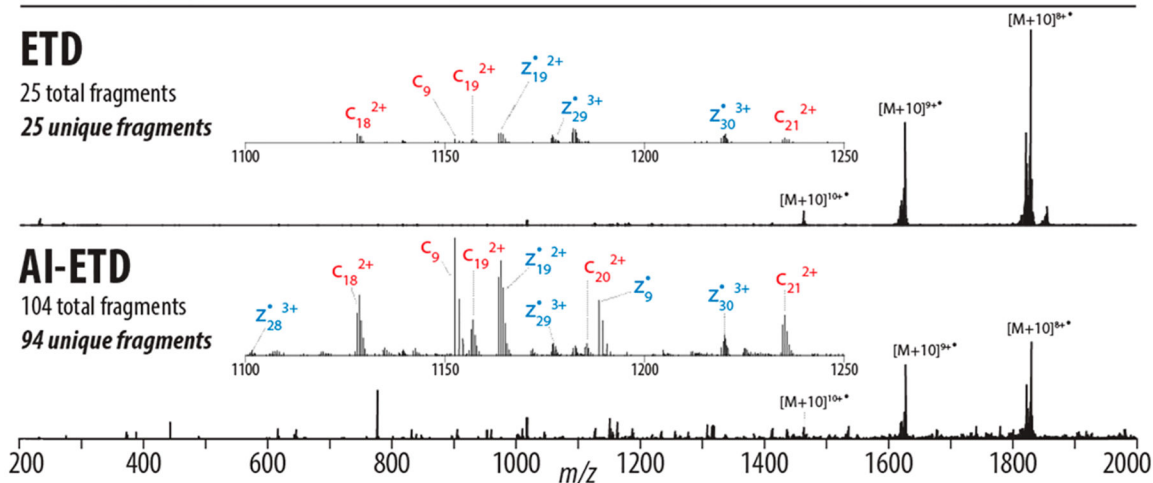 ETD
25 total fragments
25 unique fragments
c18 2+
c9
c19 2+
z•19 2+
z•29 3+
z•30 3+
c21 2+
1100 1150 1200 1250
[M+10]10+•
[M+10]9+•
[M+10]8+•
AI-ETD
104 total fragments
94 unique fragments
z•28 3+
c18 2+
c9
c19 2+
z•19 2+
z•29 3+
c20 2+
z•9
z•30 3+
c21 2+
1100 1150 1200 1250
[M+10]10+•
[M+10]9+•
[M+10]8+•
200 400 600 800 1000 1200 1400 1600 1800 2000
m/z